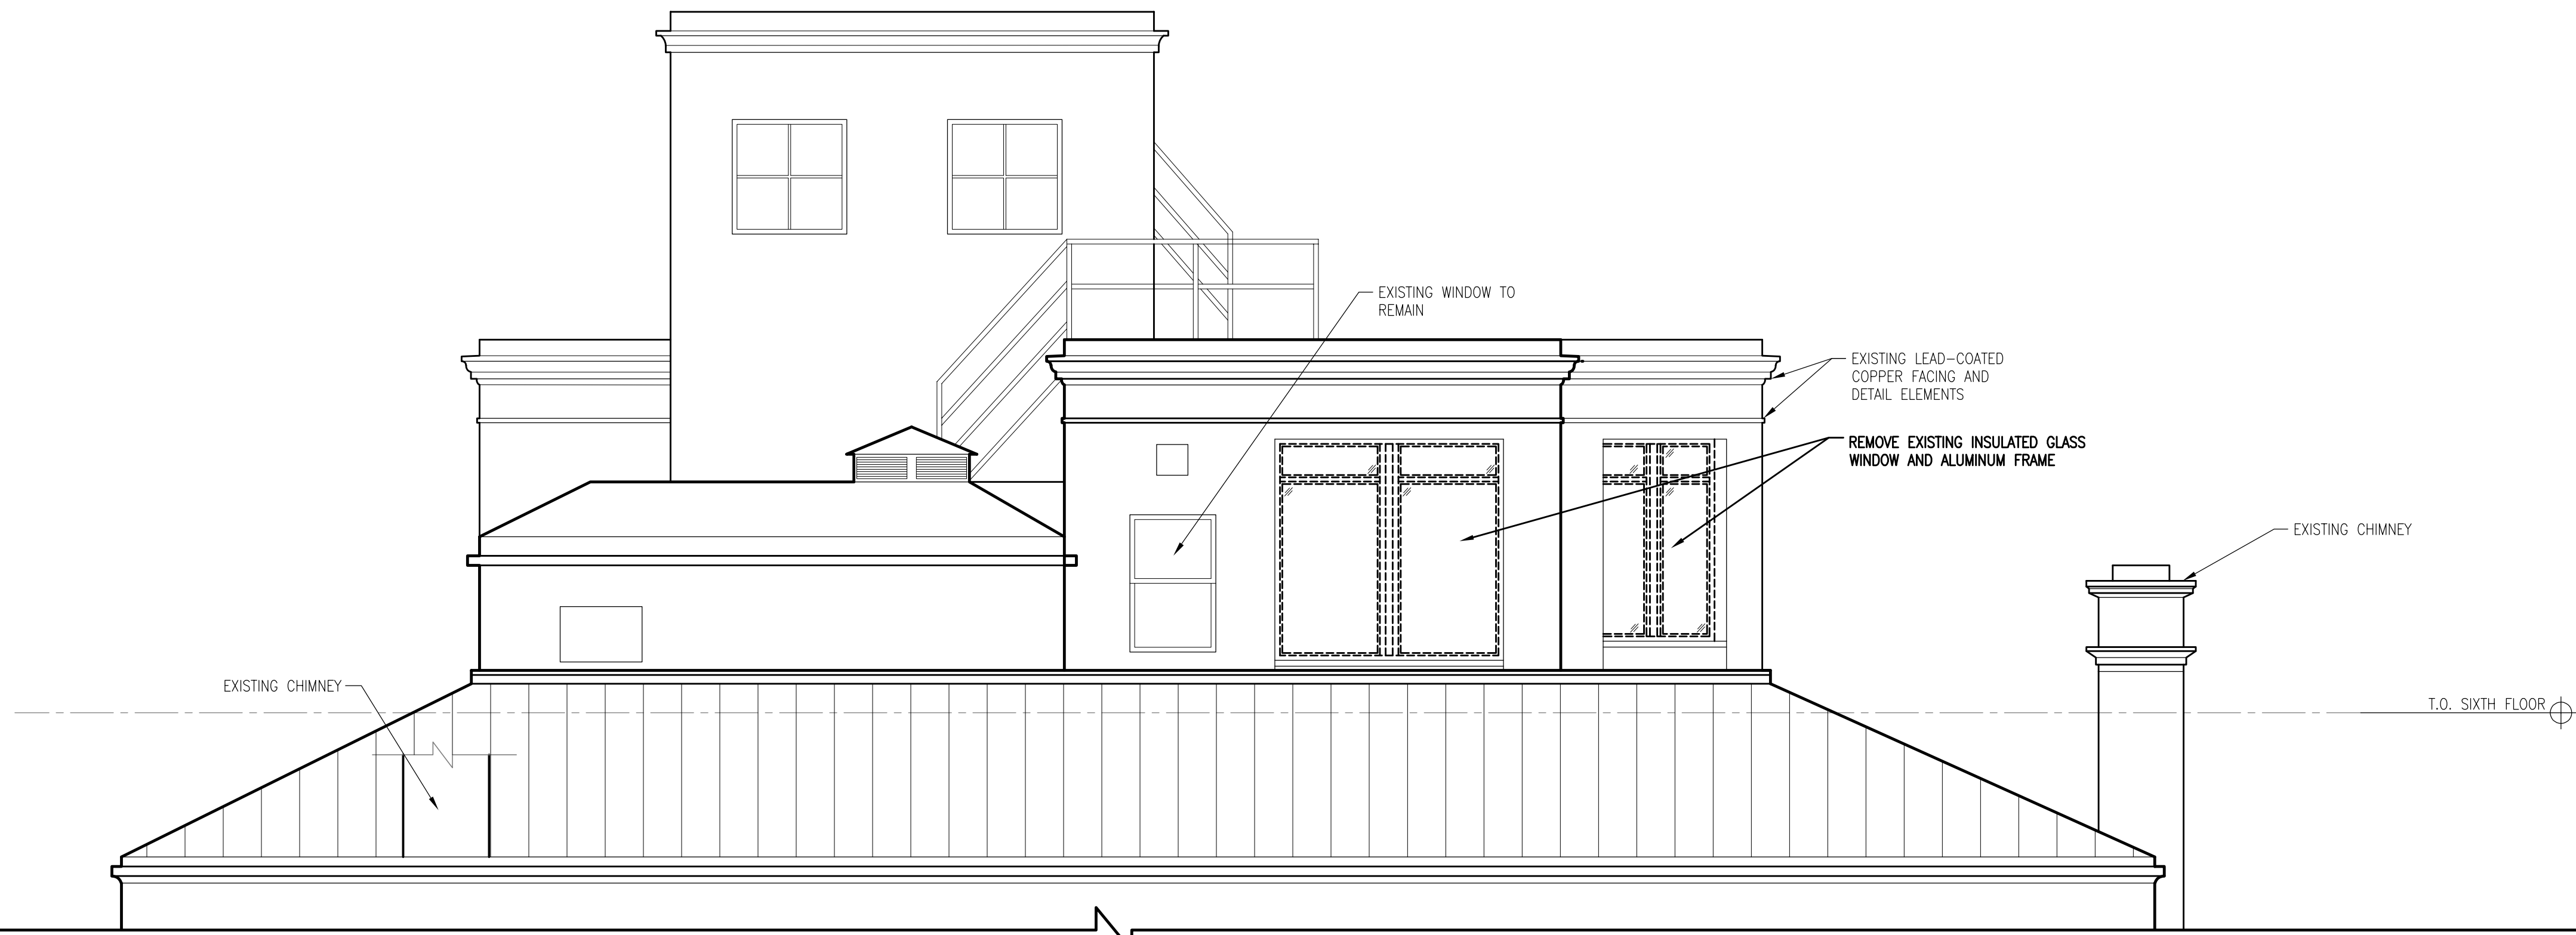 EXISTING WINDOW TO
REMAIN
EXISTING LEAD-COATED
COPPER FACING AND
DETAIL ELEMENTS
REMOVE EXISTING INSULATED GLASS
WINDOW AND ALUMINUM FRAME
EXISTING CHIMNEY
EXISTING CHIMNEY
T.O. SIXTH FLOOR